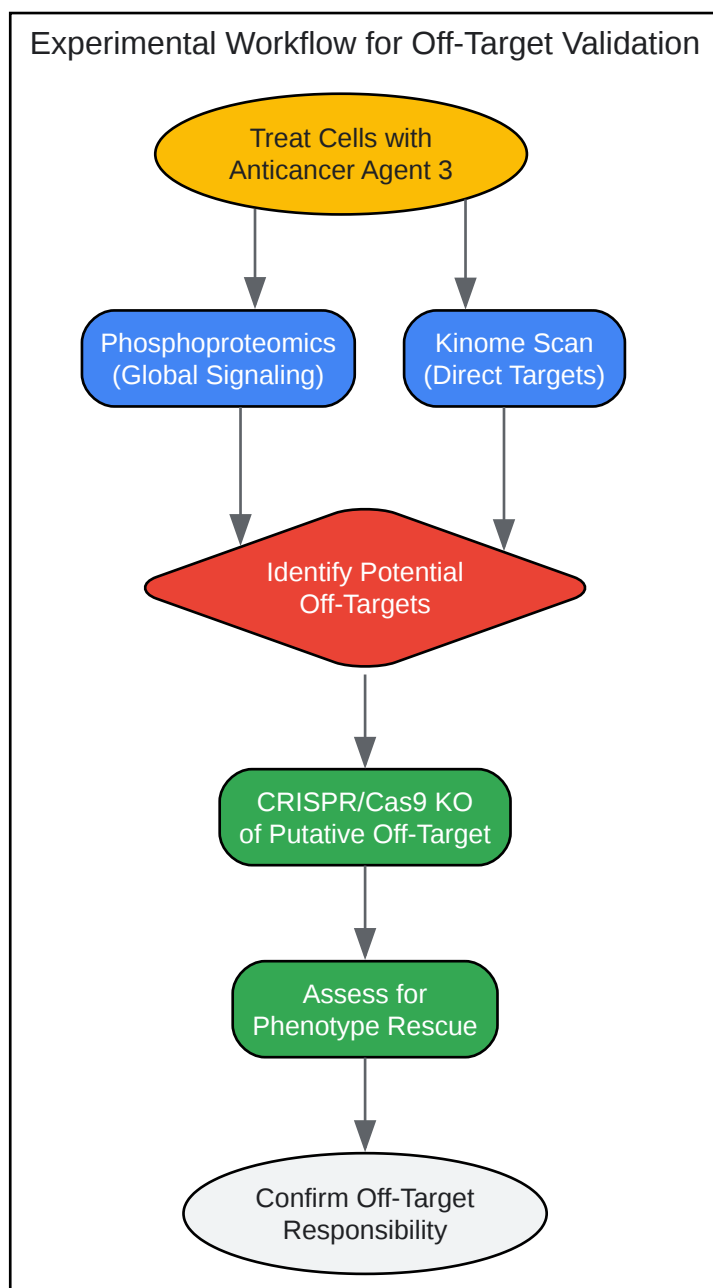 Experimental Workflow for Off-Target Validation
Treat Cells with
Anticancer Agent 3
Phosphoproteomics
(Global Signaling)
Kinome Scan
(Direct Targets)
Identify Potential
Off-Targets
CRISPR/Cas9 KO
of Putative Off-Target
Assess for
Phenotype Rescue
Confirm Off-Target
Responsibility